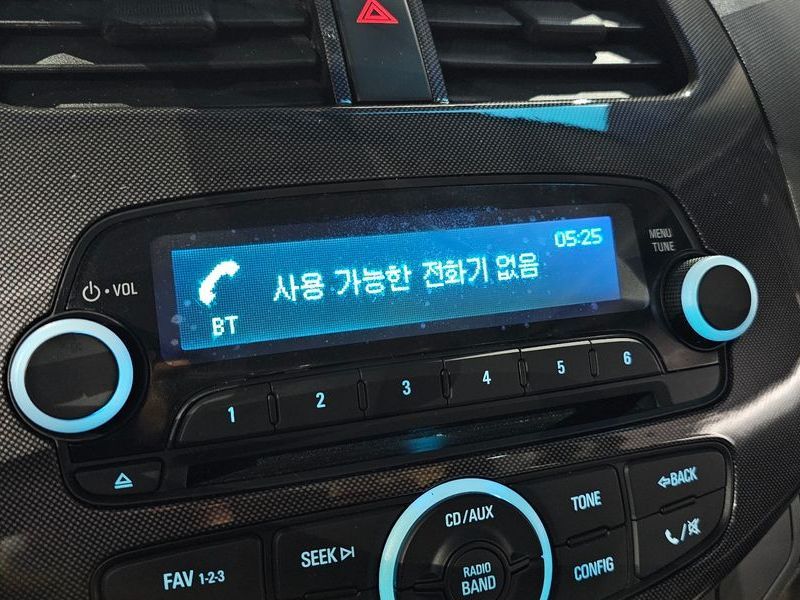 05:25
사용 가능한 전화기 없음
BT
VOL
MENU
TUNE
1 2 3 4 5 6
CD/AUX
TONE
BACK
FAV 1-2-3
SEEK
RADIO
BAND
CONFIG